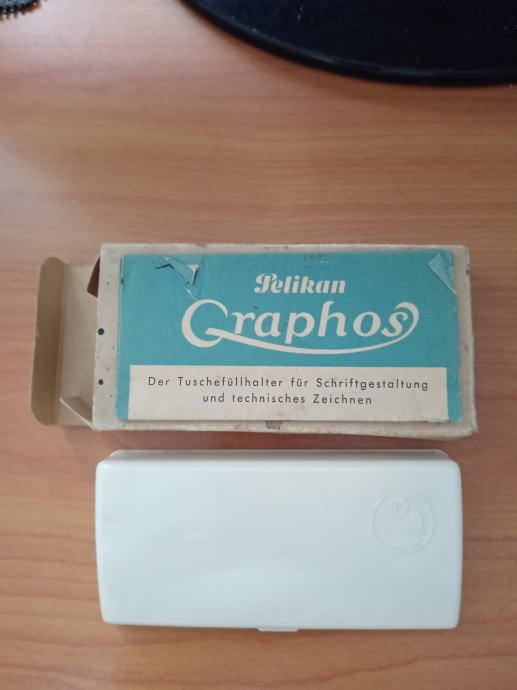 Pelikan
Graphos
Der Tuschefüllhalter für Schriftgestaltung
und technisches Zeichnen